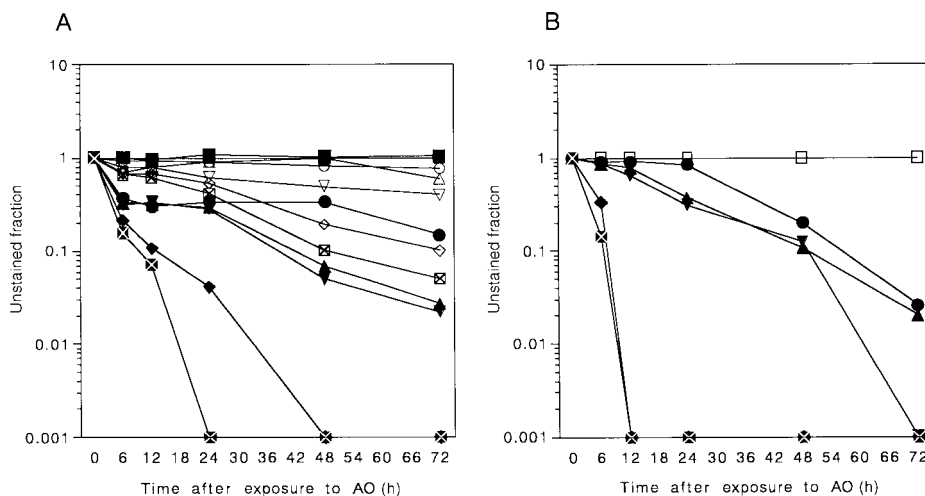 A
B
10
1
0.1
0.01
0.001
Unstained fraction
0 6 12 18 24 30 36 42 48 54 60 66 72
Time after exposure to AO (h)
10
1
0.1
0.01
0.001
Unstained fraction
0 6 12 18 24 30 36 42 48 54 60 66 72
Time after exposure to AO (h)